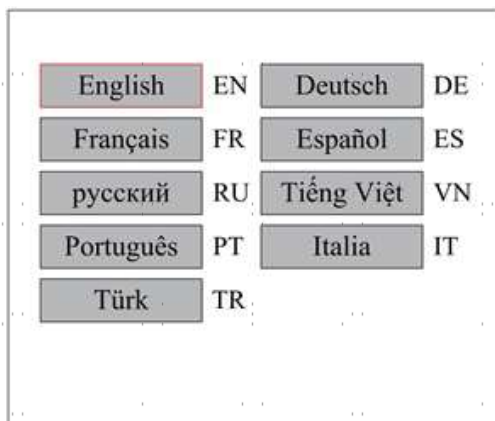 English EN Deutsch DE
Français FR Español ES
русский RU Tiếng Việt VN
Português PT Italia IT
Türk TR